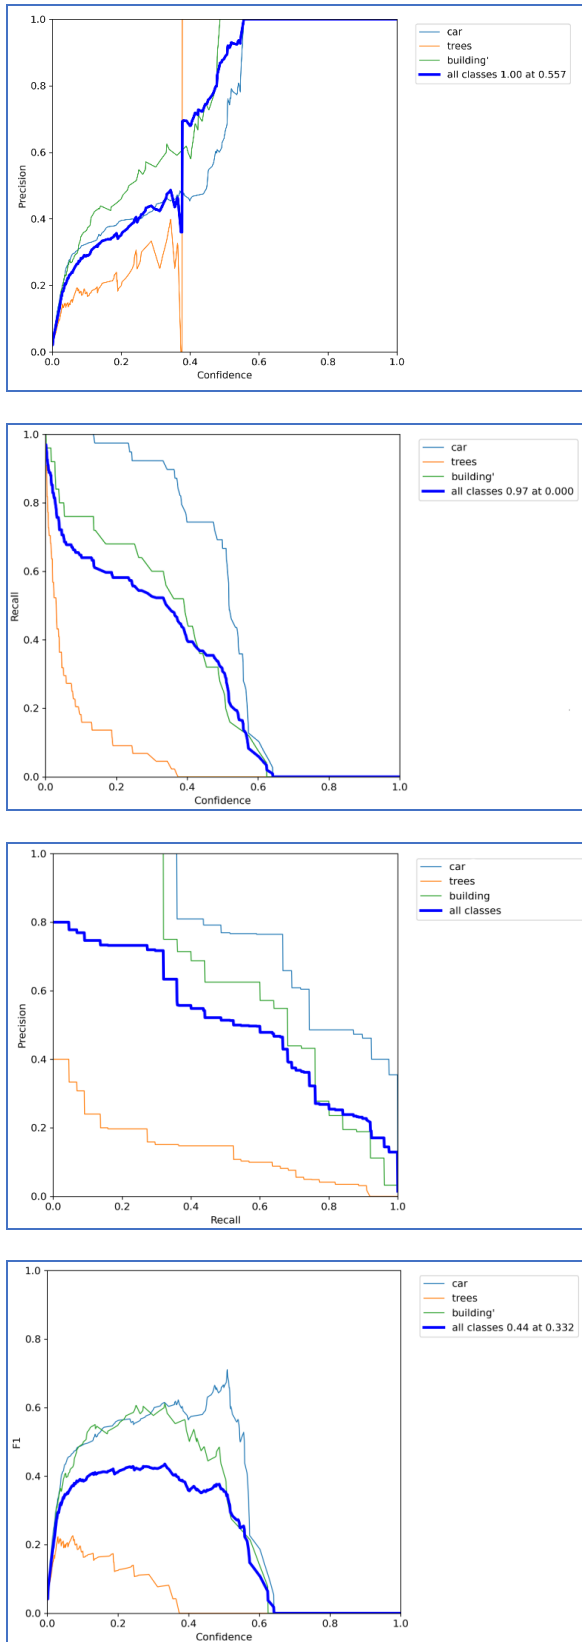 1.0
0.8
0.6
0.4
0.2
0.0
Precision
0.0 0.2 0.4 0.6 0.8 1.0
Confidence
car
trees
building'
all classes 1.00 at 0.557
1.0
0.8
0.6
0.4
0.2
0.0
Recall
0.0 0.2 0.4 0.6 0.8 1.0
Confidence
car
trees
building'
all classes 0.97 at 0.000
1.0
0.8
0.6
0.4
0.2
0.0
Precision
0.0 0.2 0.4 0.6 0.8 1.0
Recall
car
trees
building
all classes
1.0
0.8
0.6
0.4
0.2
0.0
F1
0.0 0.2 0.4 0.6 0.8 1.0
Confidence
car
trees
building'
all classes 0.44 at 0.332